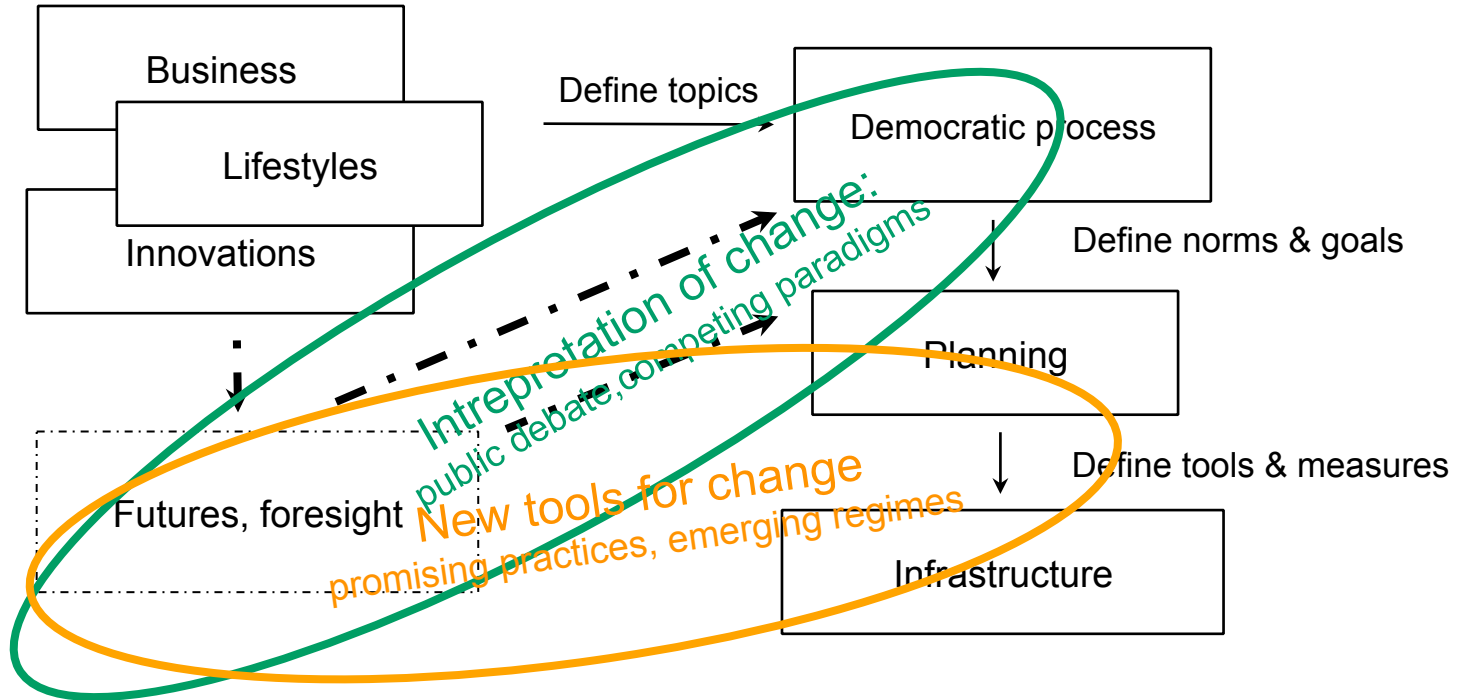 Business
Lifestyles
Innovations
Define topics
Democratic process
Define norms & goals
Planning
Define tools & measures
Infrastructure
Futures, foresight
Intrepretation of change:
public debate,competing paradigms
New tools for change
promising practices, emerging regimes